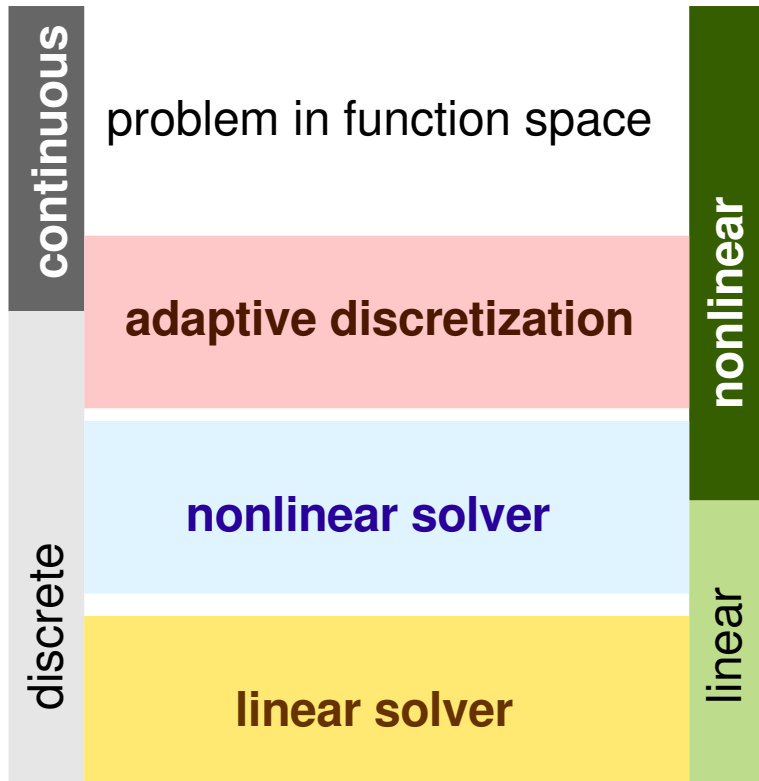 continuous
problem in function space
adaptive discretization
nonlinear
nonlinear solver
discrete
linear solver
linear